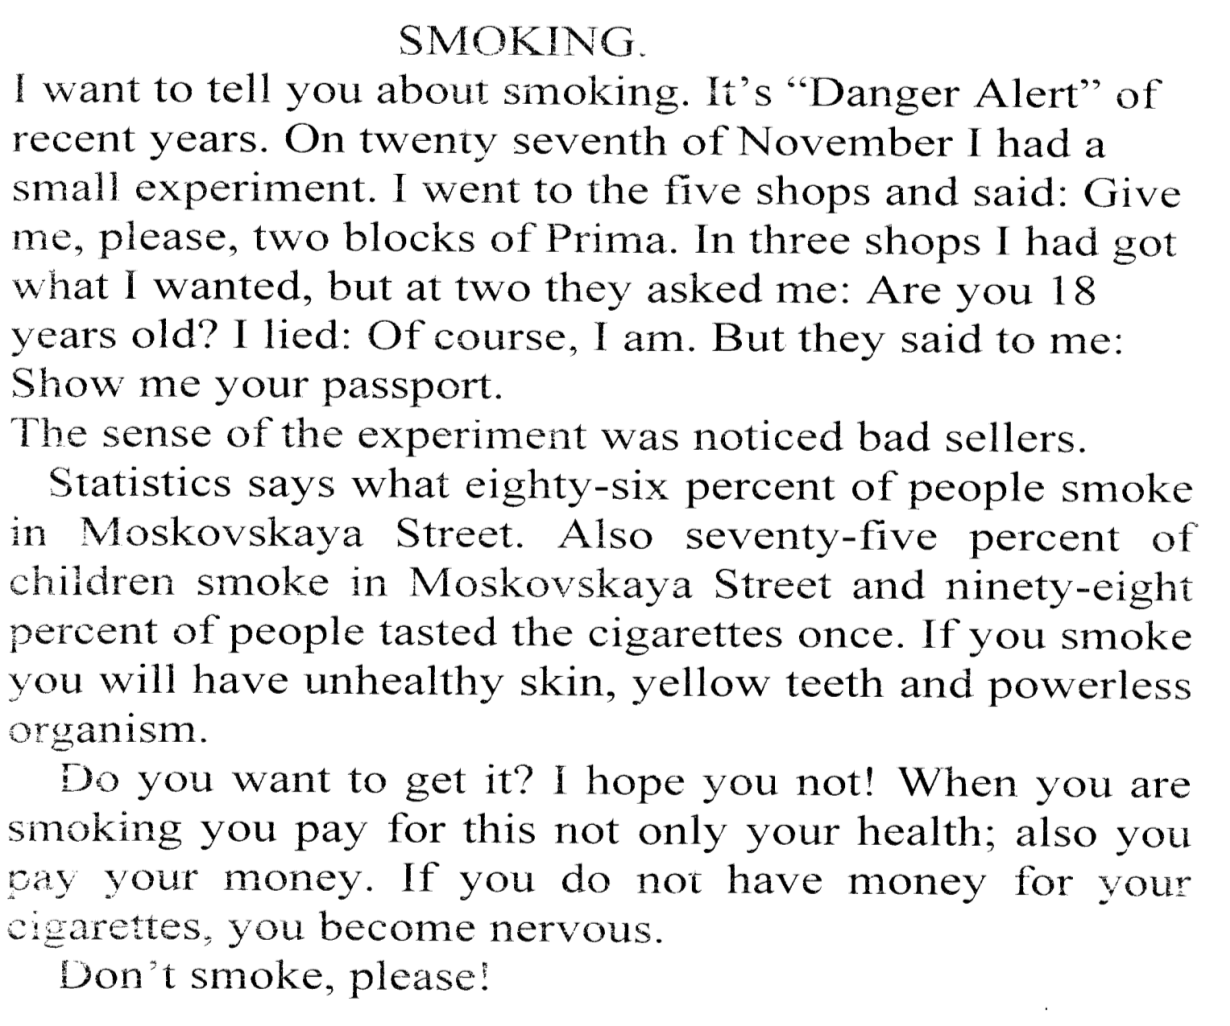 SMOKING.
I want to tell you about smoking. It's “Danger Alert” of
recent years. On twenty seventh of November I had a
small experiment. I went to the five shops and said: Give
me, please, two blocks of Prima. In three shops I had got
what I wanted, but at two they asked me: Are you 18
years old? I lied: Of course, I am. But they said to me:
Show me your passport.
The sense of the experiment was noticed bad sellers.
Statistics says what eighty-six percent of people smoke
in Moskovskaya Street. Also seventy-five percent of
children smoke in Moskovskaya Street and ninety-eight
percent of people tasted the cigarettes once. If you smoke
you will have unhealthy skin, yellow teeth and powerless
organism.
Do you want to get it? I hope you not! When you are
smoking you pay for this not only your health; also you
pay your money. If you do not have money for your
cigarettes, you become nervous.
Don't smoke, please!